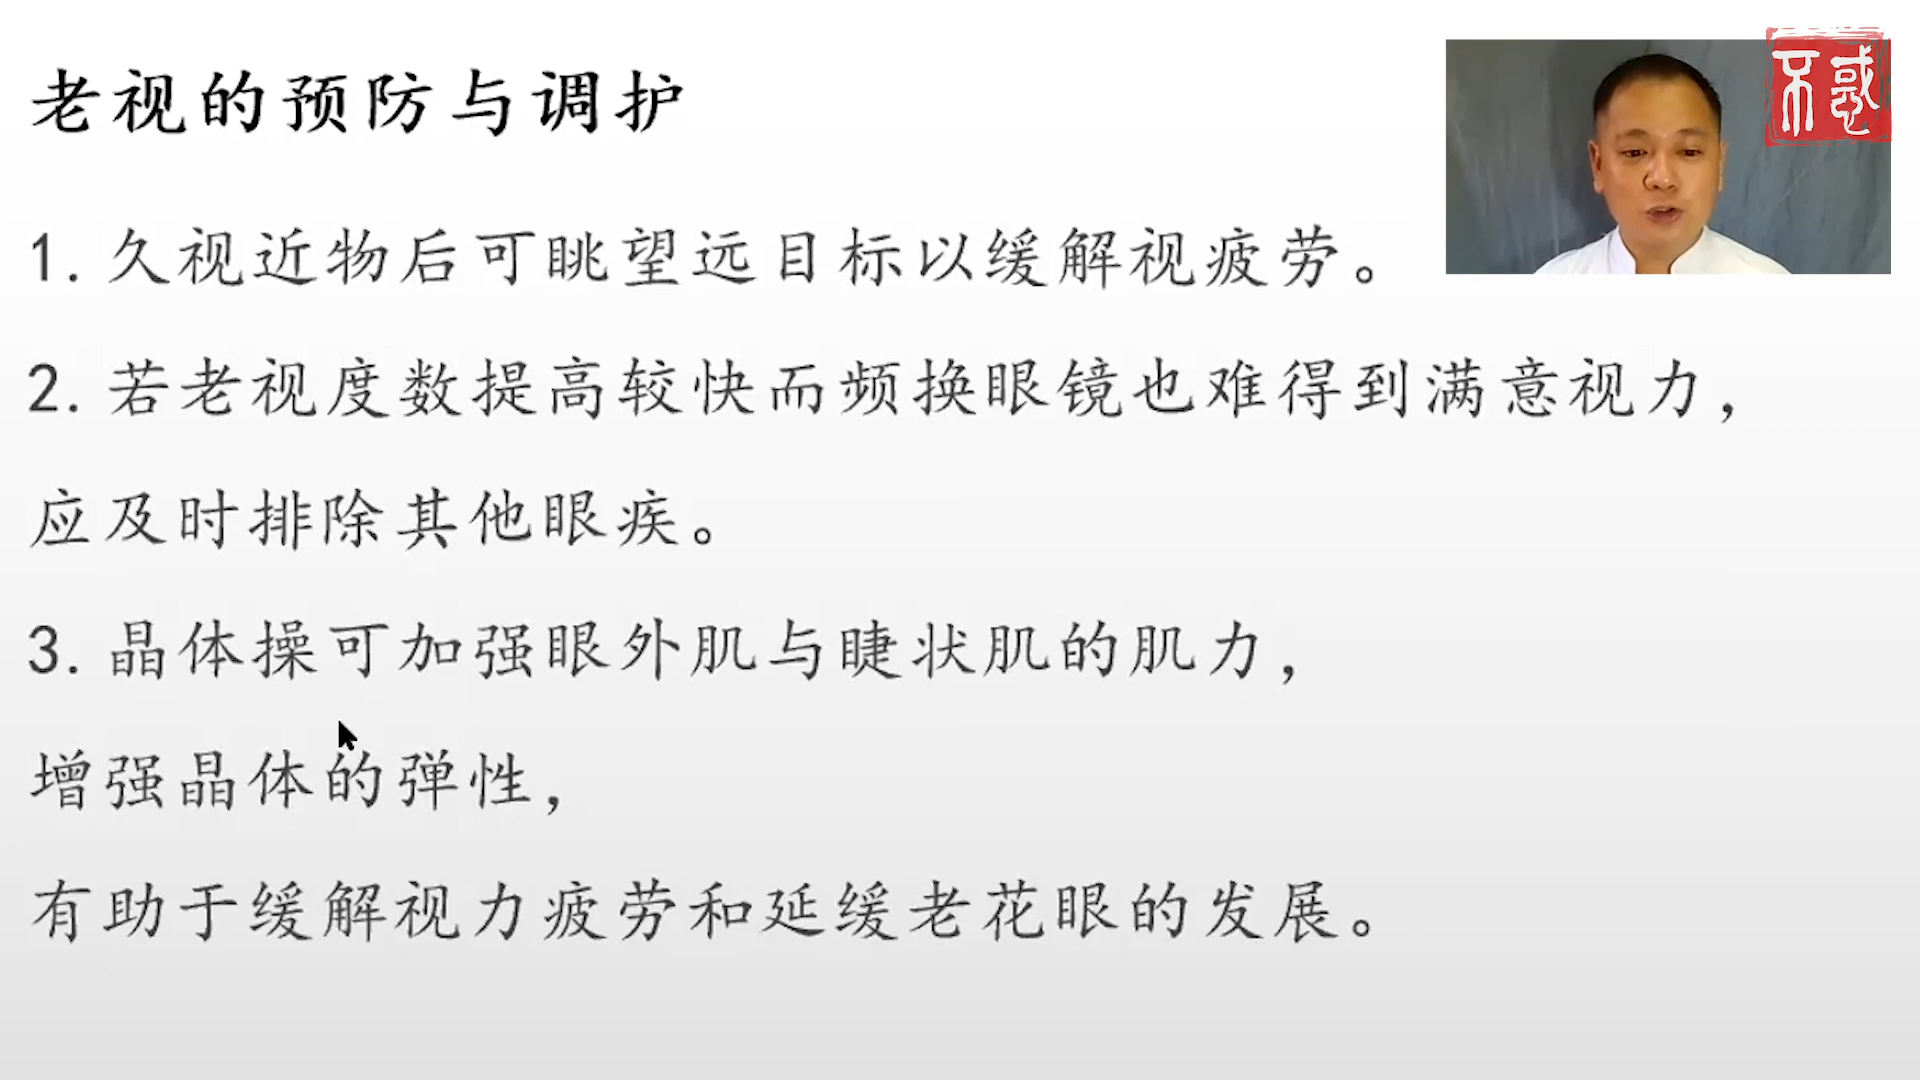 老视的预防与调护
不惑
1. 久视近物后可眺望远目标以缓解视疲劳。
2. 若老视度数提高较快而频换眼镜也难得到满意视力，
应及时排除其他眼疾。
3. 晶体操可加强眼外肌与睫状肌的肌力，
增强晶体的弹性，
有助于缓解视力疲劳和延缓老花眼的发展。